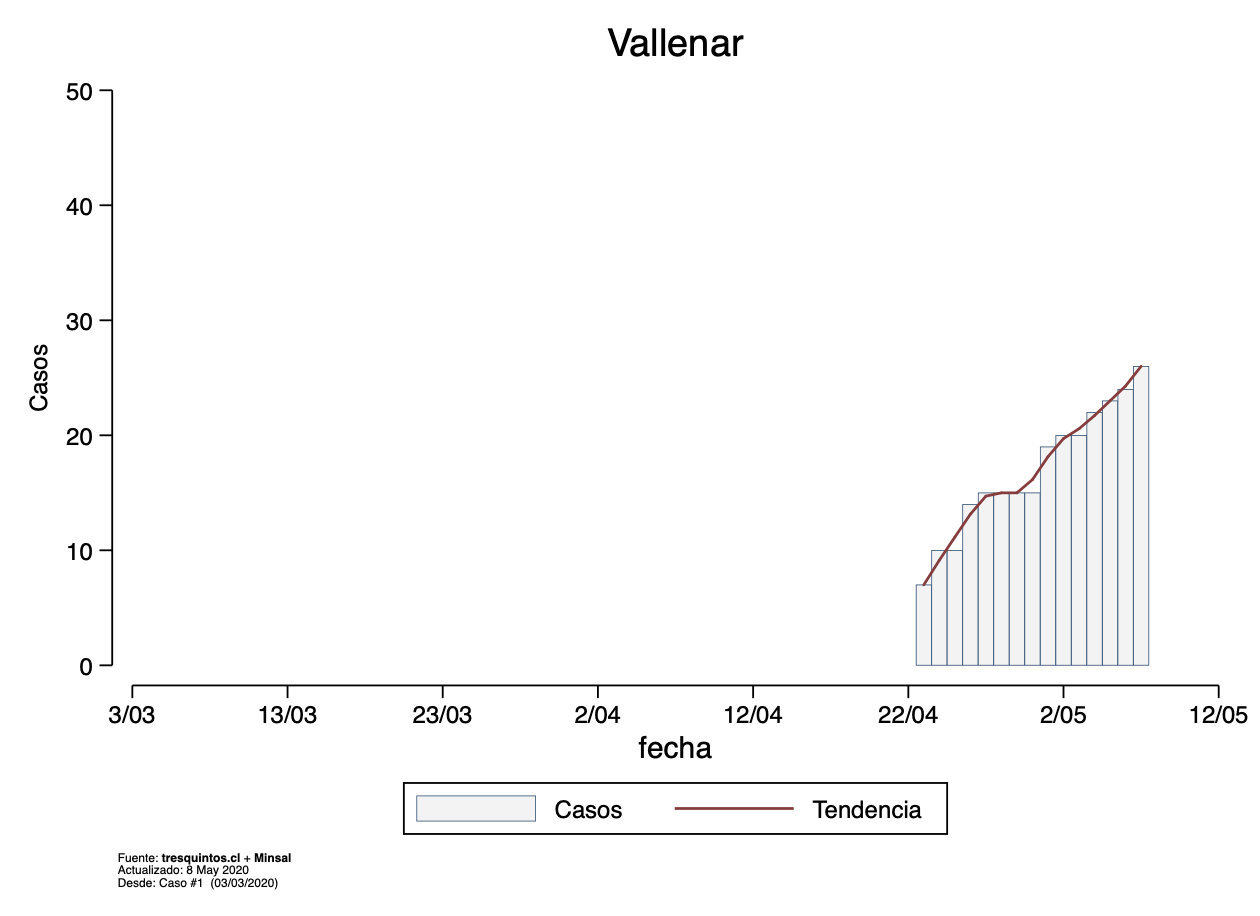 Vallenar
50
40
30
20
10
0
Casos
3/03 13/03 23/03 2/04 12/04 22/04 2/05 12/05
fecha
Casos Tendencia
Fuente: tresquintos.cl + Minsal
Actualizado: 8 May 2020
Desde: Caso #1 (03/03/2020)